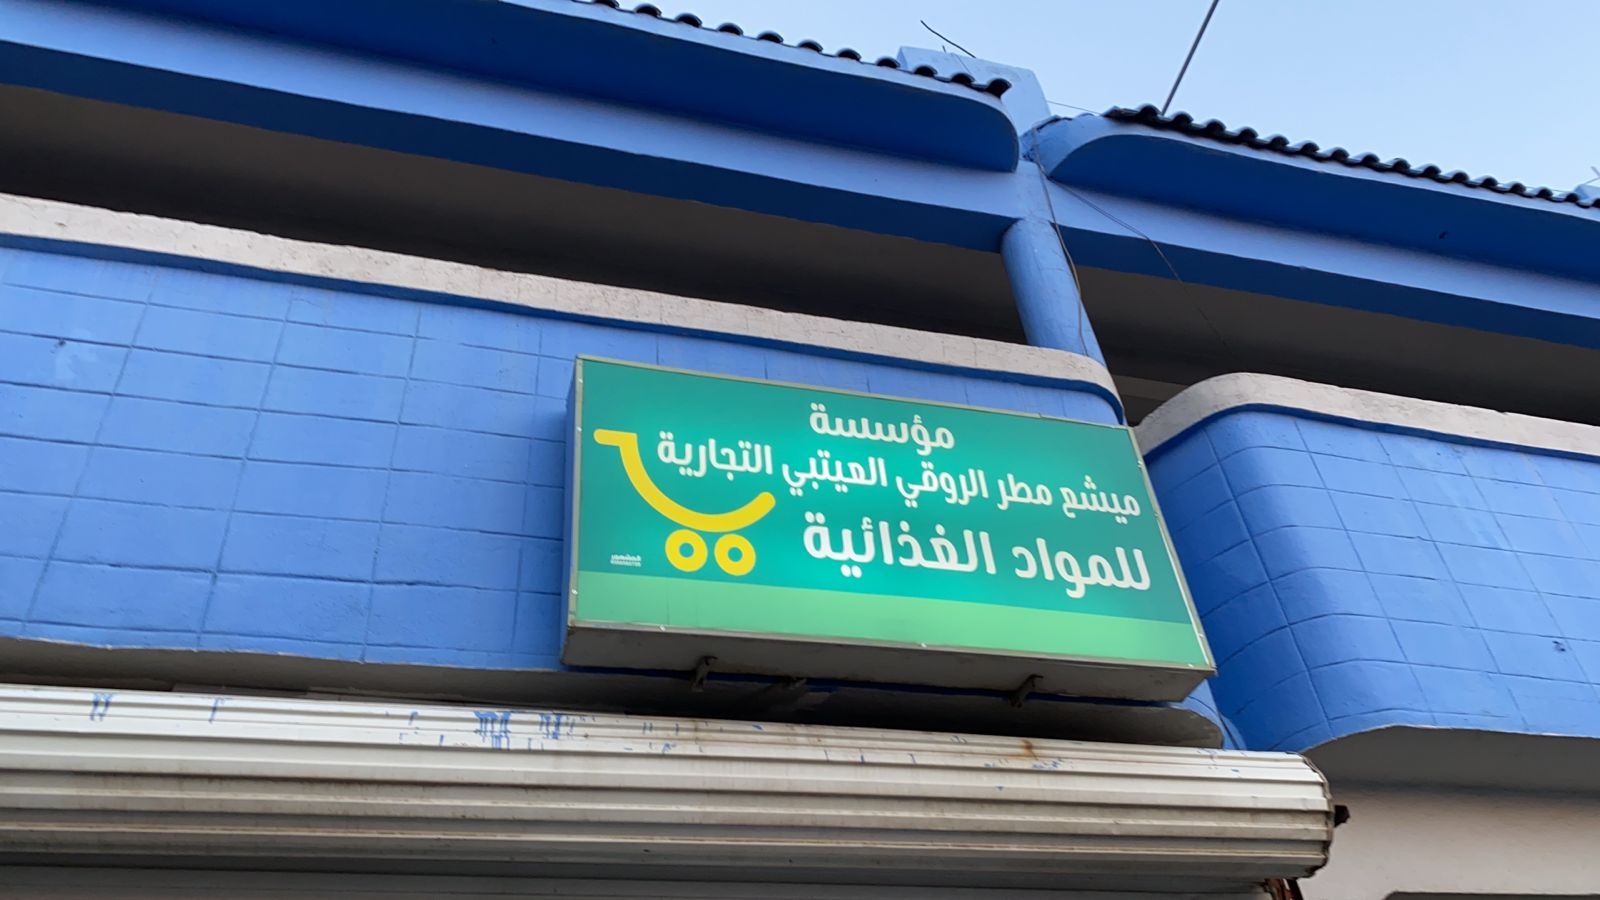 مؤسسة
ميشع مطر الروقي العيتبي التجارية
للمواد الغذائية